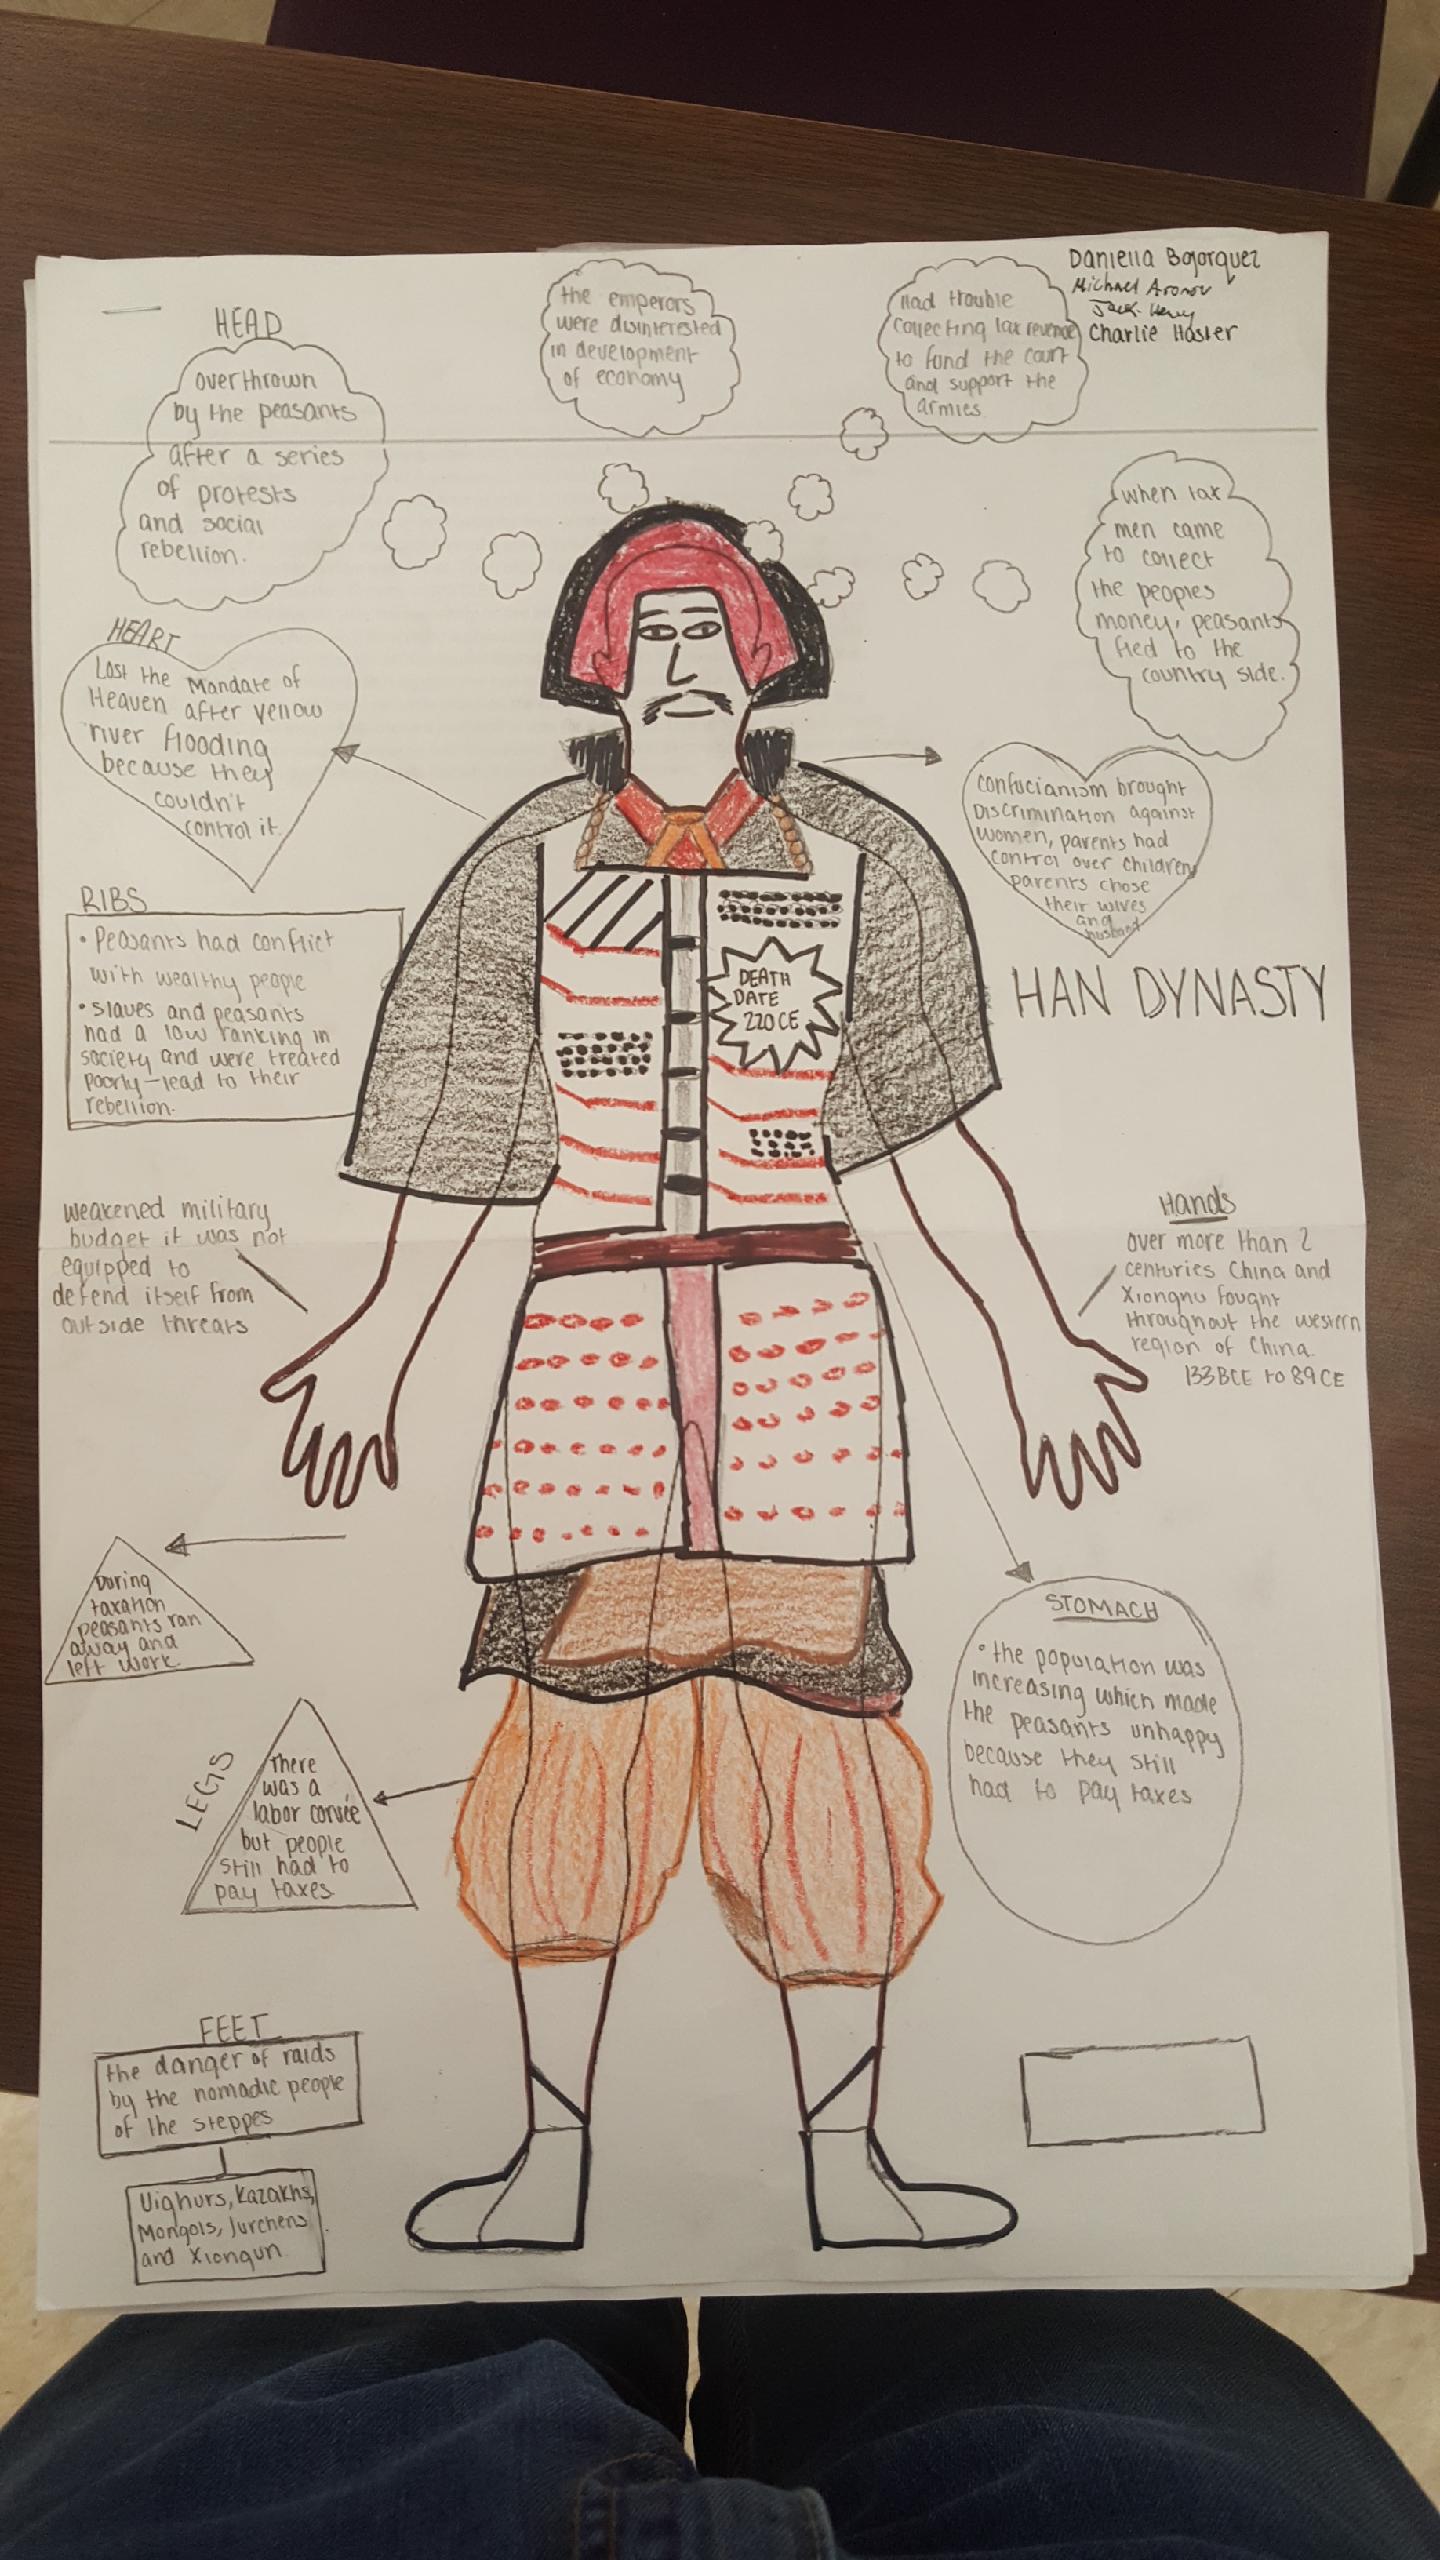 Daniella Bojorquez
Michael Aronov
Jack Henry
Charlie Hasler
HEAD
overthrown
by the peasants
after a series
of protests
and social
rebellion.
the emperors
were disinterested
in development
of economy
Had trouble
collecting tax revenue
to fund the court
and support the
armies.
when tax
men came
to collect
the peoples
money, peasants
fled to the
country side.
HEART
Lost the Mandate of
Heaven after yellow
river flooding
because they
couldn't
control it.
Confucianism brought
Discrimination against
women, parents had
control over children
parents chose
their wives
and
husband
HAN DYNASTY
RIBS
• Peasants had conflict
with wealthy people
• Slaves and peasants
had a low ranking in
society and were treated
poorly - lead to their
rebellion.
DEATH
DATE
220 CE
weakened military
budget it was not
equipped to
defend itself from
outside threats
Hands
over more than 2
centuries China and
Xiongnu fought
throughout the western
region of China.
133 BCE to 89 CE
During
taxation
peasants ran
away and
left work.
STOMACH
• the population was
increasing which made
the peasants unhappy
because they still
had to pay taxes
LEGS
There
was a
labor corvée
but people
still had to
pay taxes
FEET
the danger of raids
by the nomadic people
of the steppes
Uighurs, Kazakhs,
Mongols, Jurchens
and Xiongun